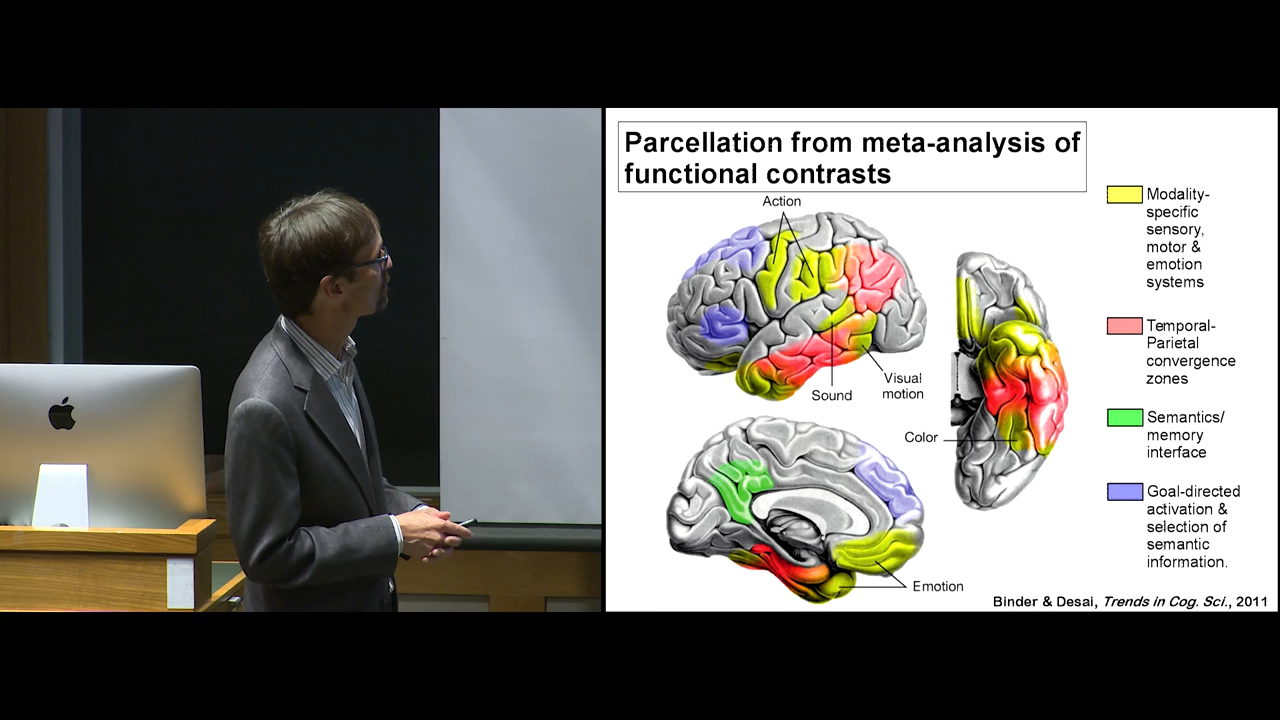 Parcellation from meta-analysis of
functional contrasts
Action
Sound
Visual
motion
Color
Emotion
Modality-
specific
sensory,
motor &
emotion
systems
Temporal-
Parietal
convergence
zones
Semantics/
memory
interface
Goal-directed
activation &
selection of
semantic
information.
Binder & Desai, Trends in Cog. Sci., 2011